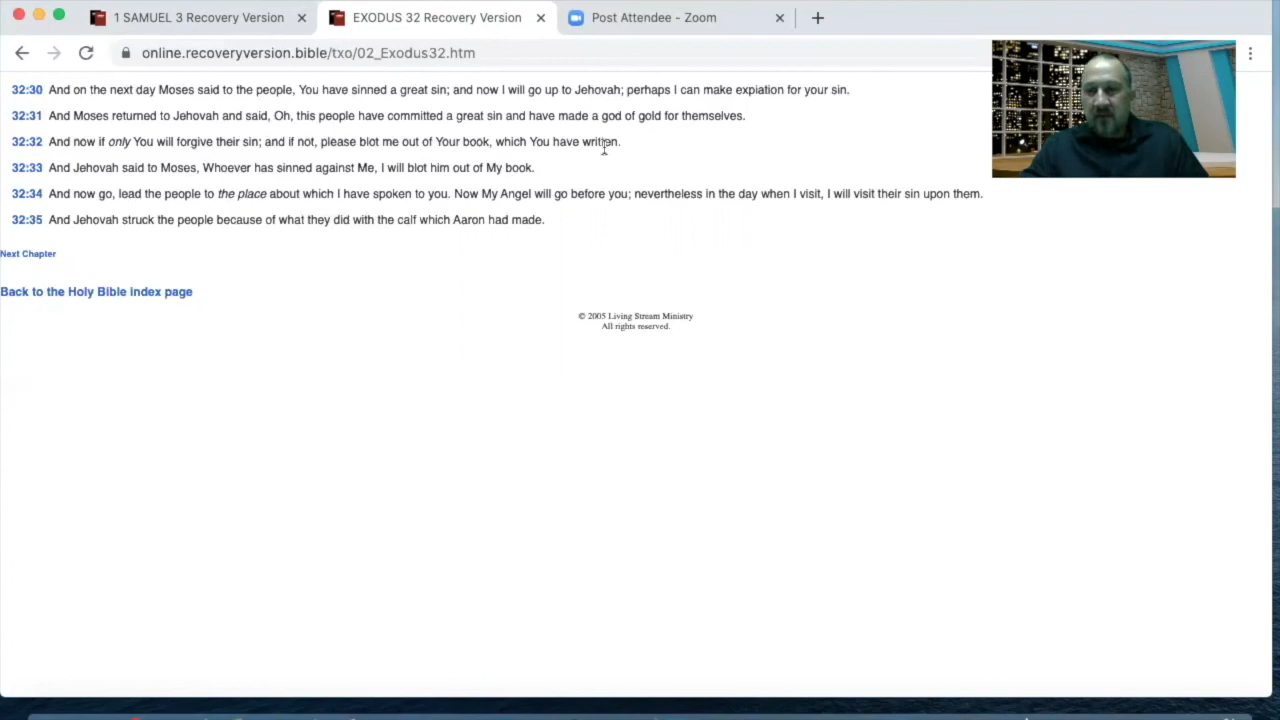 1 SAMUEL 3 Recovery Version
EXODUS 32 Recovery Version
Post Attendee - Zoom
online.recoveryversion.bible/txo/02_Exodus32.htm
32:30 And on the next day Moses said to the people, You have sinned a great sin; and now I will go up to Jehovah; perhaps I can make expiation for your sin.
32:31 And Moses returned to Jehovah and said, Oh, this people have committed a great sin and have made a god of gold for themselves.
32:32 And now if only You will forgive their sin; and if not, please blot me out of Your book, which You have written.
32:33 And Jehovah said to Moses, Whoever has sinned against Me, I will blot him out of My book.
32:34 And now go, lead the people to the place about which I have spoken to you. Now My Angel will go before you; nevertheless in the day when I visit, I will visit their sin upon them.
32:35 And Jehovah struck the people because of what they did with the calf which Aaron had made.
Next Chapter
Back to the Holy Bible index page
© 2005 Living Stream Ministry
All rights reserved.